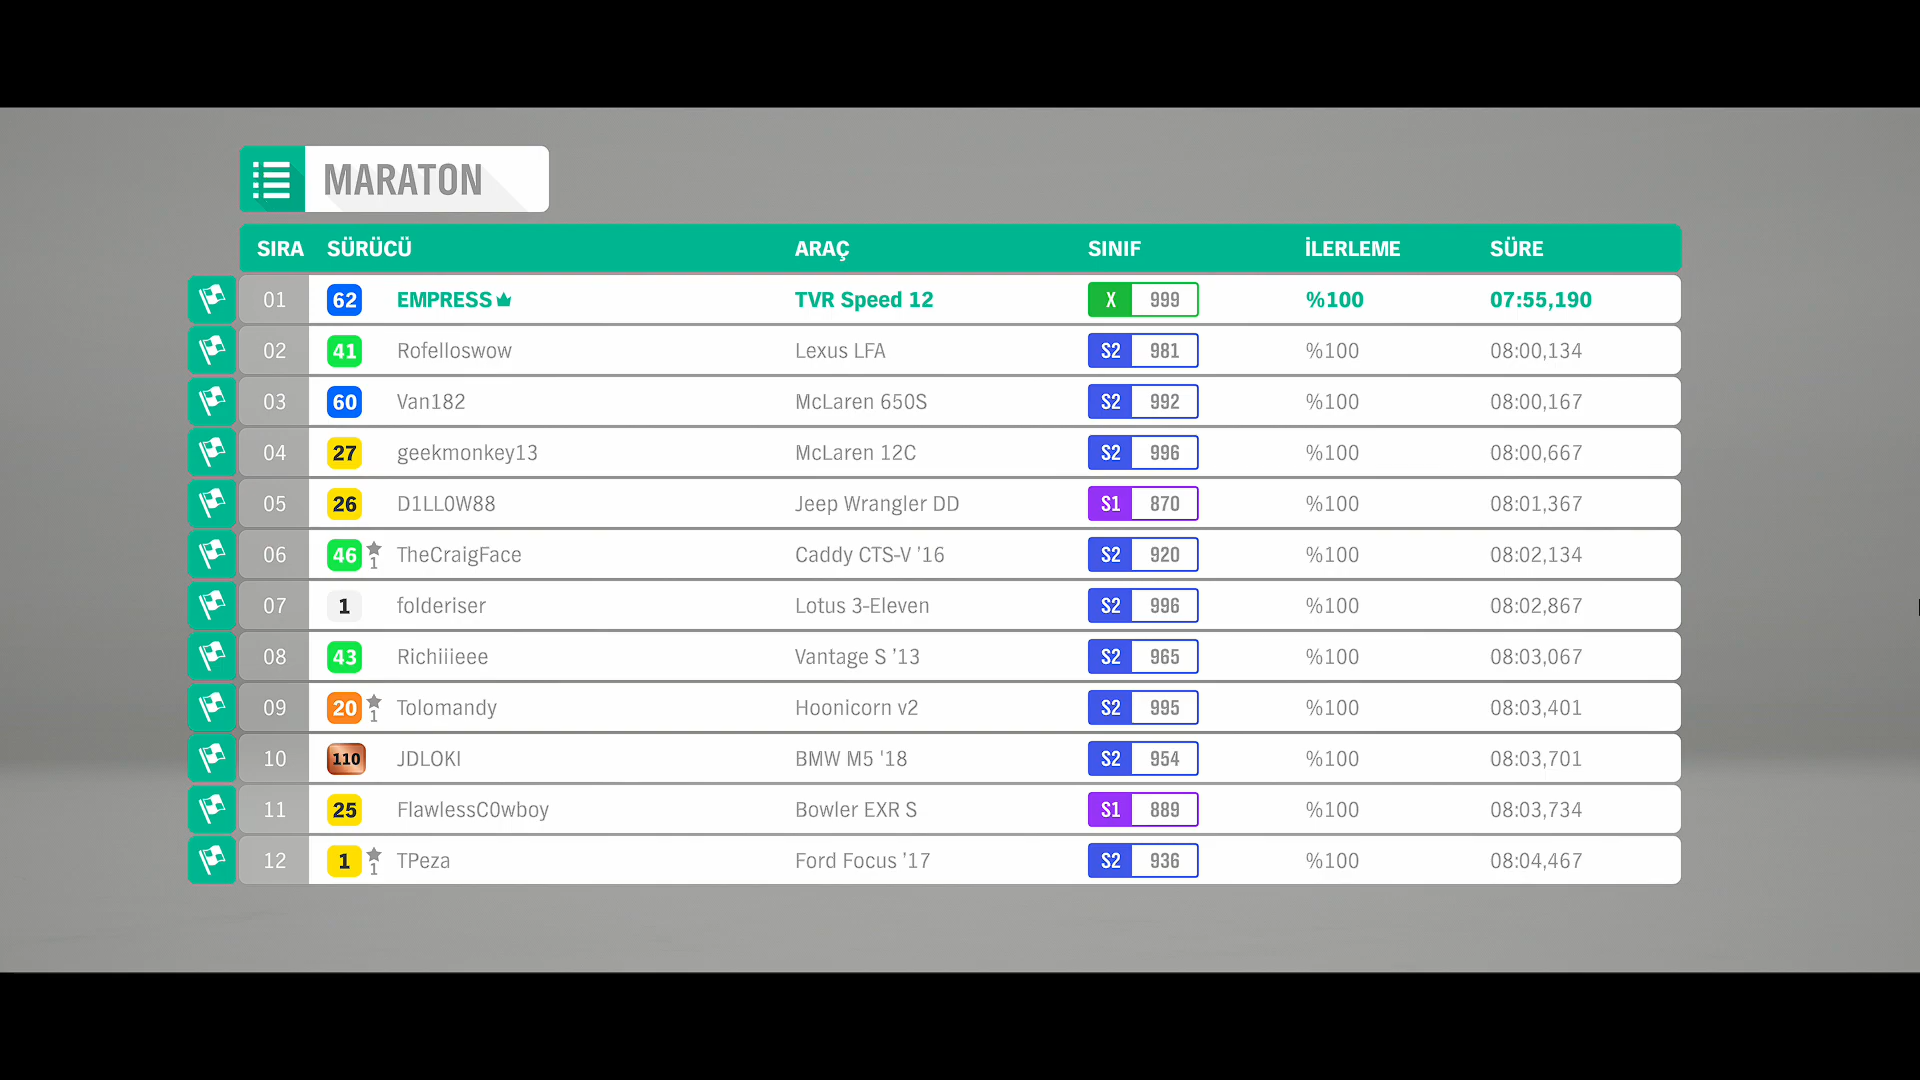 MARATON
SIRA SÜRÜCÜ ARAÇ SINIF İLERLEME SÜRE
01 62 EMPRESS TVR Speed 12 X 999 %100 07:55,190
02 41 Rofelloswow Lexus LFA S2 981 %100 08:00,134
03 60 Van182 McLaren 650S S2 992 %100 08:00,167
04 27 geekmonkey13 McLaren 12C S2 996 %100 08:00,667
05 26 D1LL0W88 Jeep Wrangler DD S1 870 %100 08:01,367
06 46 1 TheCraigFace Caddy CTS-V ’16 S2 920 %100 08:02,134
07 1 folderiser Lotus 3-Eleven S2 996 %100 08:02,867
08 43 Richiiieee Vantage S ’13 S2 965 %100 08:03,067
09 20 1 Tolomandy Hoonicorn v2 S2 995 %100 08:03,401
10 110 JDLOKI BMW M5 '18 S2 954 %100 08:03,701
11 25 FlawlessC0wboy Bowler EXR S S1 889 %100 08:03,734
12 1 1 TPeza Ford Focus ’17 S2 936 %100 08:04,467